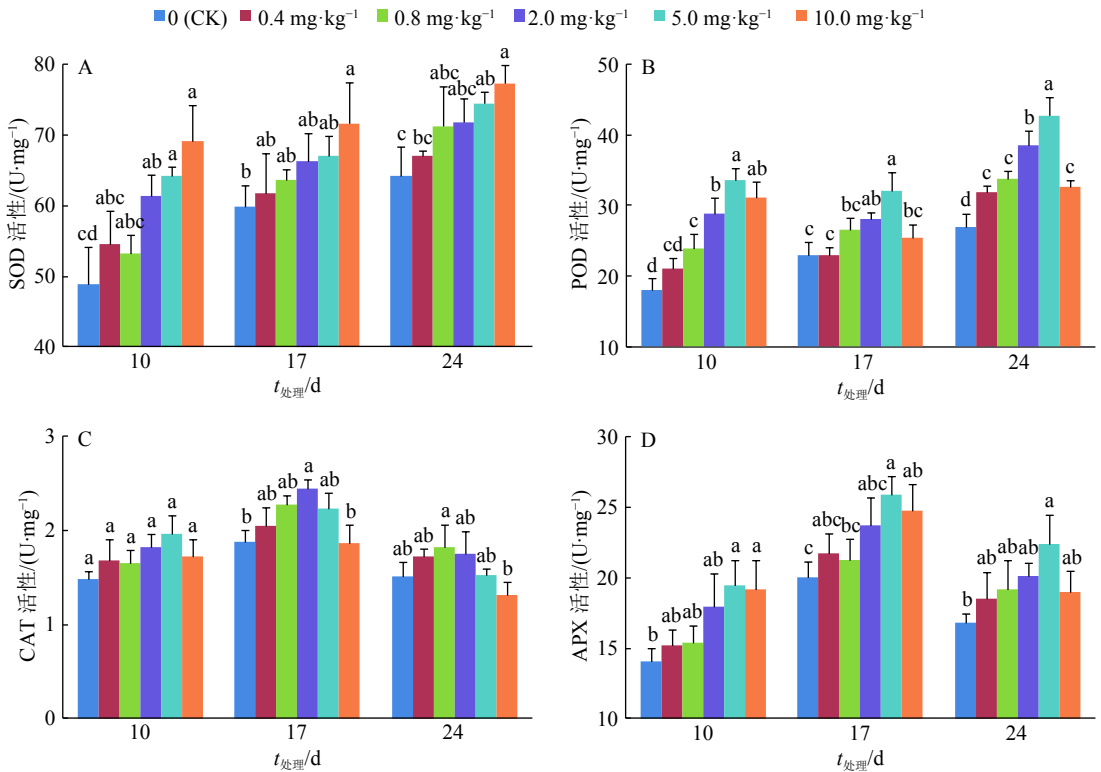 0 (CK) 0.4 mg·kg⁻¹ 0.8 mg·kg⁻¹ 2.0 mg·kg⁻¹ 5.0 mg·kg⁻¹ 10.0 mg·kg⁻¹
A
SOD 活性/(U·mg⁻¹)
80
70
60
50
40
cd abc abc ab a a
b ab ab ab ab a
c bc abc abc ab a
10 17 24
t处理/d
B
POD 活性/(U·mg⁻¹)
50
40
30
20
10
d cd c b a ab
c c bc ab a bc
d c c b a c
10 17 24
t处理/d
C
CAT 活性/(U·mg⁻¹)
3
2
1
0
a a a a a a
b ab ab a ab b
ab ab a ab ab b
10 17 24
t处理/d
D
APX 活性/(U·mg⁻¹)
30
25
20
15
10
b ab ab ab a a
c abc bc abc a ab
b ab ab ab a ab
10 17 24
t处理/d